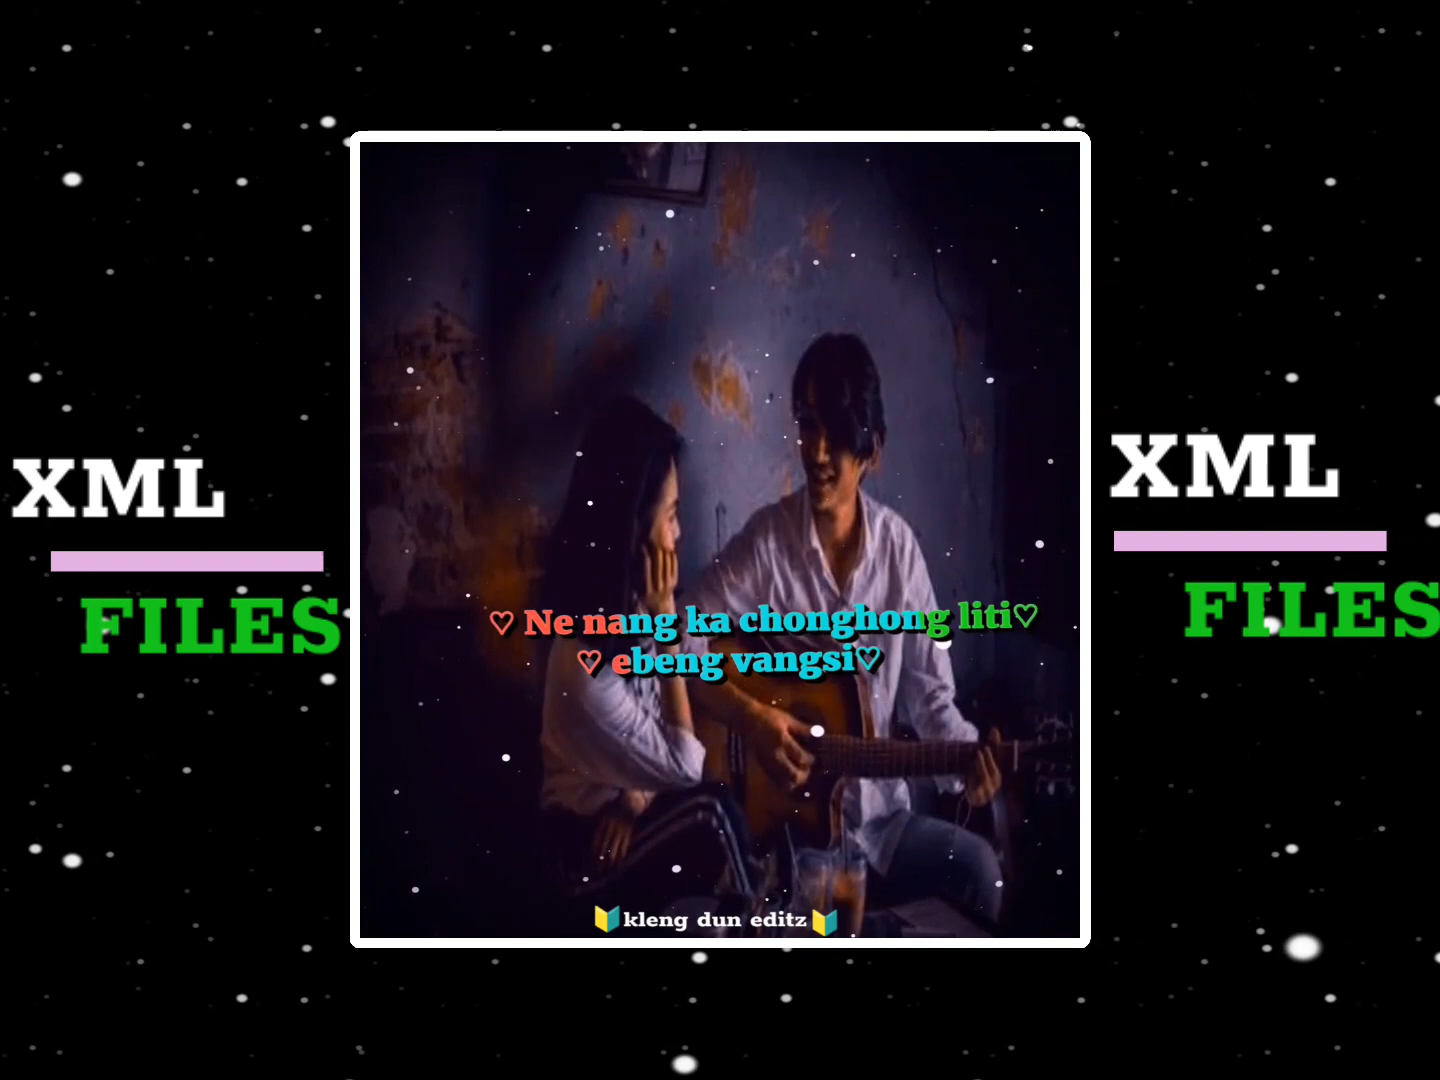 XML
FILES
♡ Ne nang ka chonghong liti♡
♡ ebeng vangsi♡
🔰kleng dun editz🔰
XML
FILES